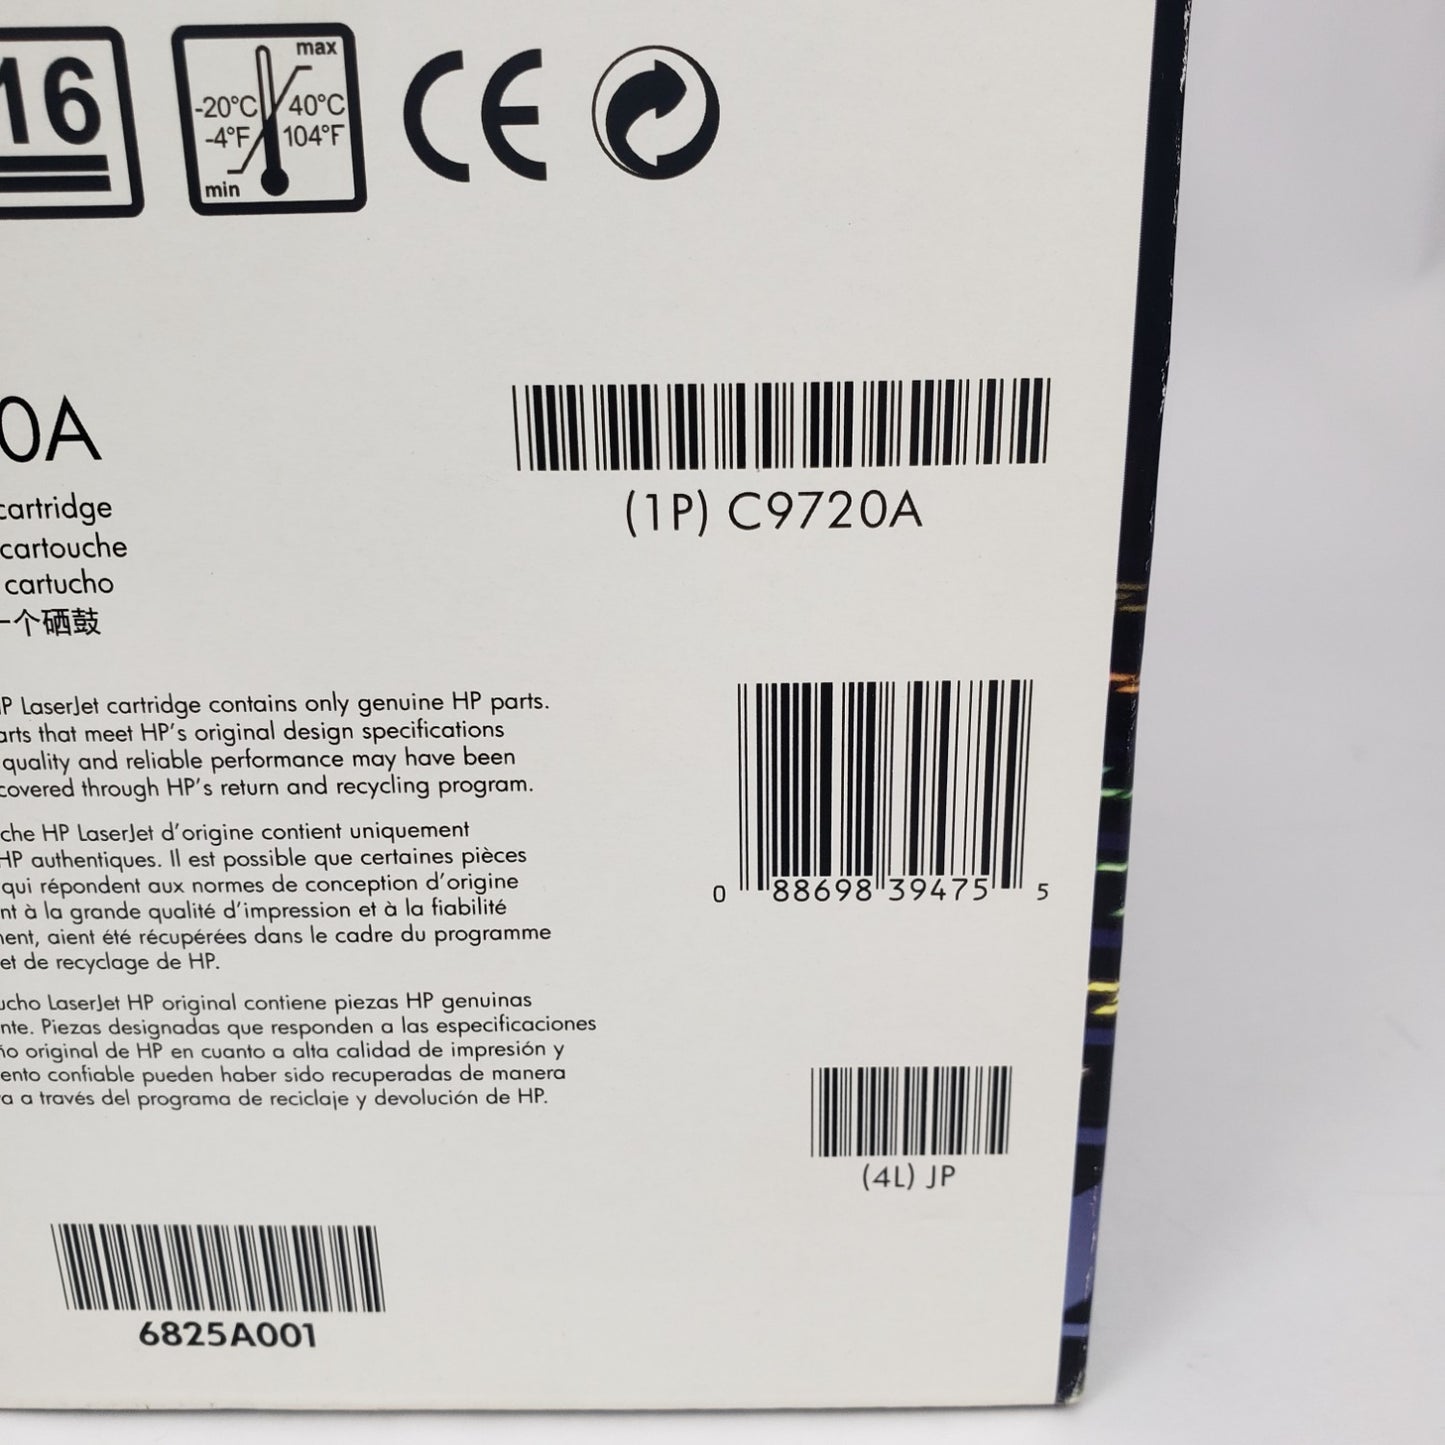 16
max
-20°C 40°C
-4°F 104°F
min
CE
0A
(1P) C9720A
cartridge
cartouche
cartucho
一个硒鼓
P LaserJet cartridge contains only genuine HP parts.
arts that meet HP's original design specifications
quality and reliable performance may have been
covered through HP's return and recycling program.
che HP LaserJet d'origine contient uniquement
HP authentiques. Il est possible que certaines pièces
qui répondent aux normes de conception d'origine
nt à la grande qualité d'impression et à la fiabilité
ment, aient été récupérées dans le cadre du programme
et de recyclage de HP.
ucho LaserJet HP original contiene piezas HP genuinas
nte. Piezas designadas que responden a las especificaciones
ño original de HP en cuanto a alta calidad de impresión y
ento confiable pueden haber sido recuperadas de manera
a a través del programa de reciclaje y devolución de HP.
0 88698 39475 5
(4L) JP
6825A001